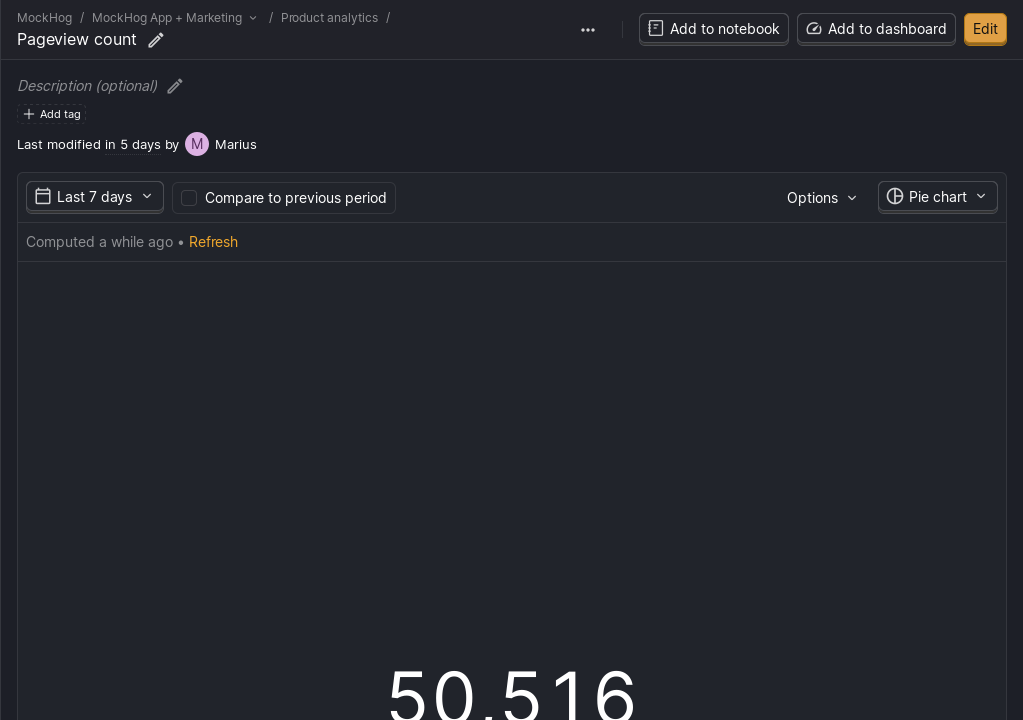 MockHog / MockHog App + Marketing / Product analytics /
Pageview count
Add to notebook
Add to dashboard
Edit
Description (optional)
Add tag
Last modified in 5 days by M Marius
Last 7 days
Compare to previous period
Options
Pie chart
Computed a while ago • Refresh
50,516